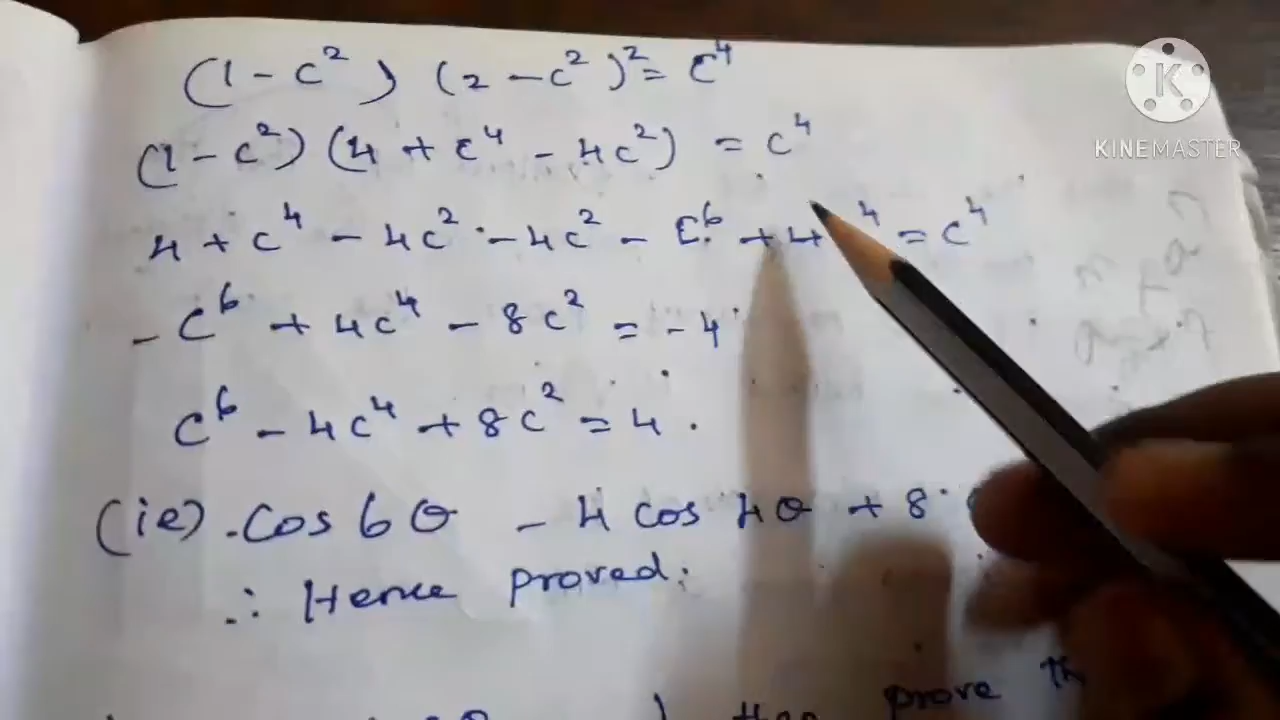 (1 - c²) (2 - c²)² = c⁴
(1 - c²) (4 + c⁴ - 4c²) = c⁴
4 + c⁴ - 4c² - 4c² - c⁶ + 4 ⁴ = c⁴
- c⁶ + 4c⁴ - 8c² = -4
c⁶ - 4c⁴ + 8c² = 4.
(ie). cos 6θ - 4 cos 4θ + 8
∴ Hence proved.
prove
K
KINEMASTER